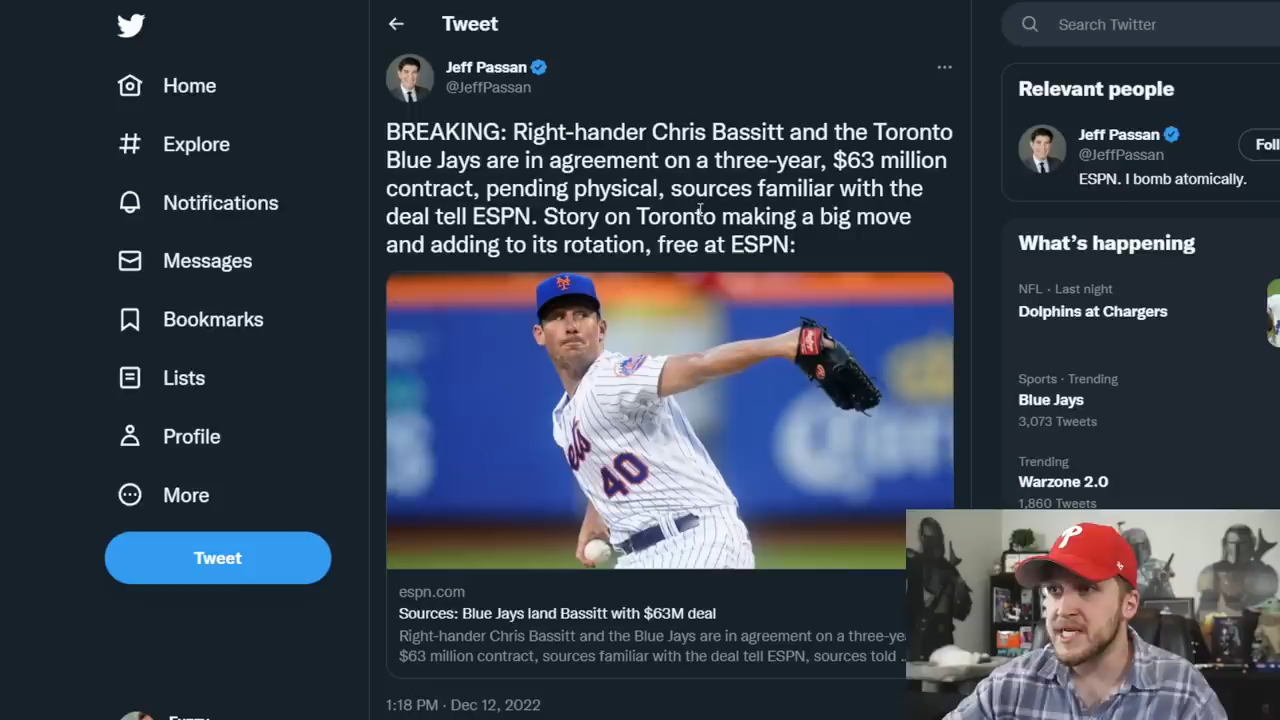 Tweet
Search Twitter
Home
Explore
Notifications
Messages
Bookmarks
Lists
Profile
More
Tweet
Jeff Passan
@JeffPassan
BREAKING: Right-hander Chris Bassitt and the Toronto
Blue Jays are in agreement on a three-year, $63 million
contract, pending physical, sources familiar with the
deal tell ESPN. Story on Toronto making a big move
and adding to its rotation, free at ESPN:
Mets
40
espn.com
Sources: Blue Jays land Bassitt with $63M deal
Right-hander Chris Bassitt and the Blue Jays are in agreement on a three-ye
$63 million contract, sources familiar with the deal tell ESPN, sources told ..
1:18 PM · Dec 12, 2022
Relevant people
Jeff Passan
@JeffPassan
Foll
ESPN. I bomb atomically.
What's happening
NFL · Last night
Dolphins at Chargers
Sports · Trending
Blue Jays
3,073 Tweets
Trending
Warzone 2.0
1,860 Tweets
P